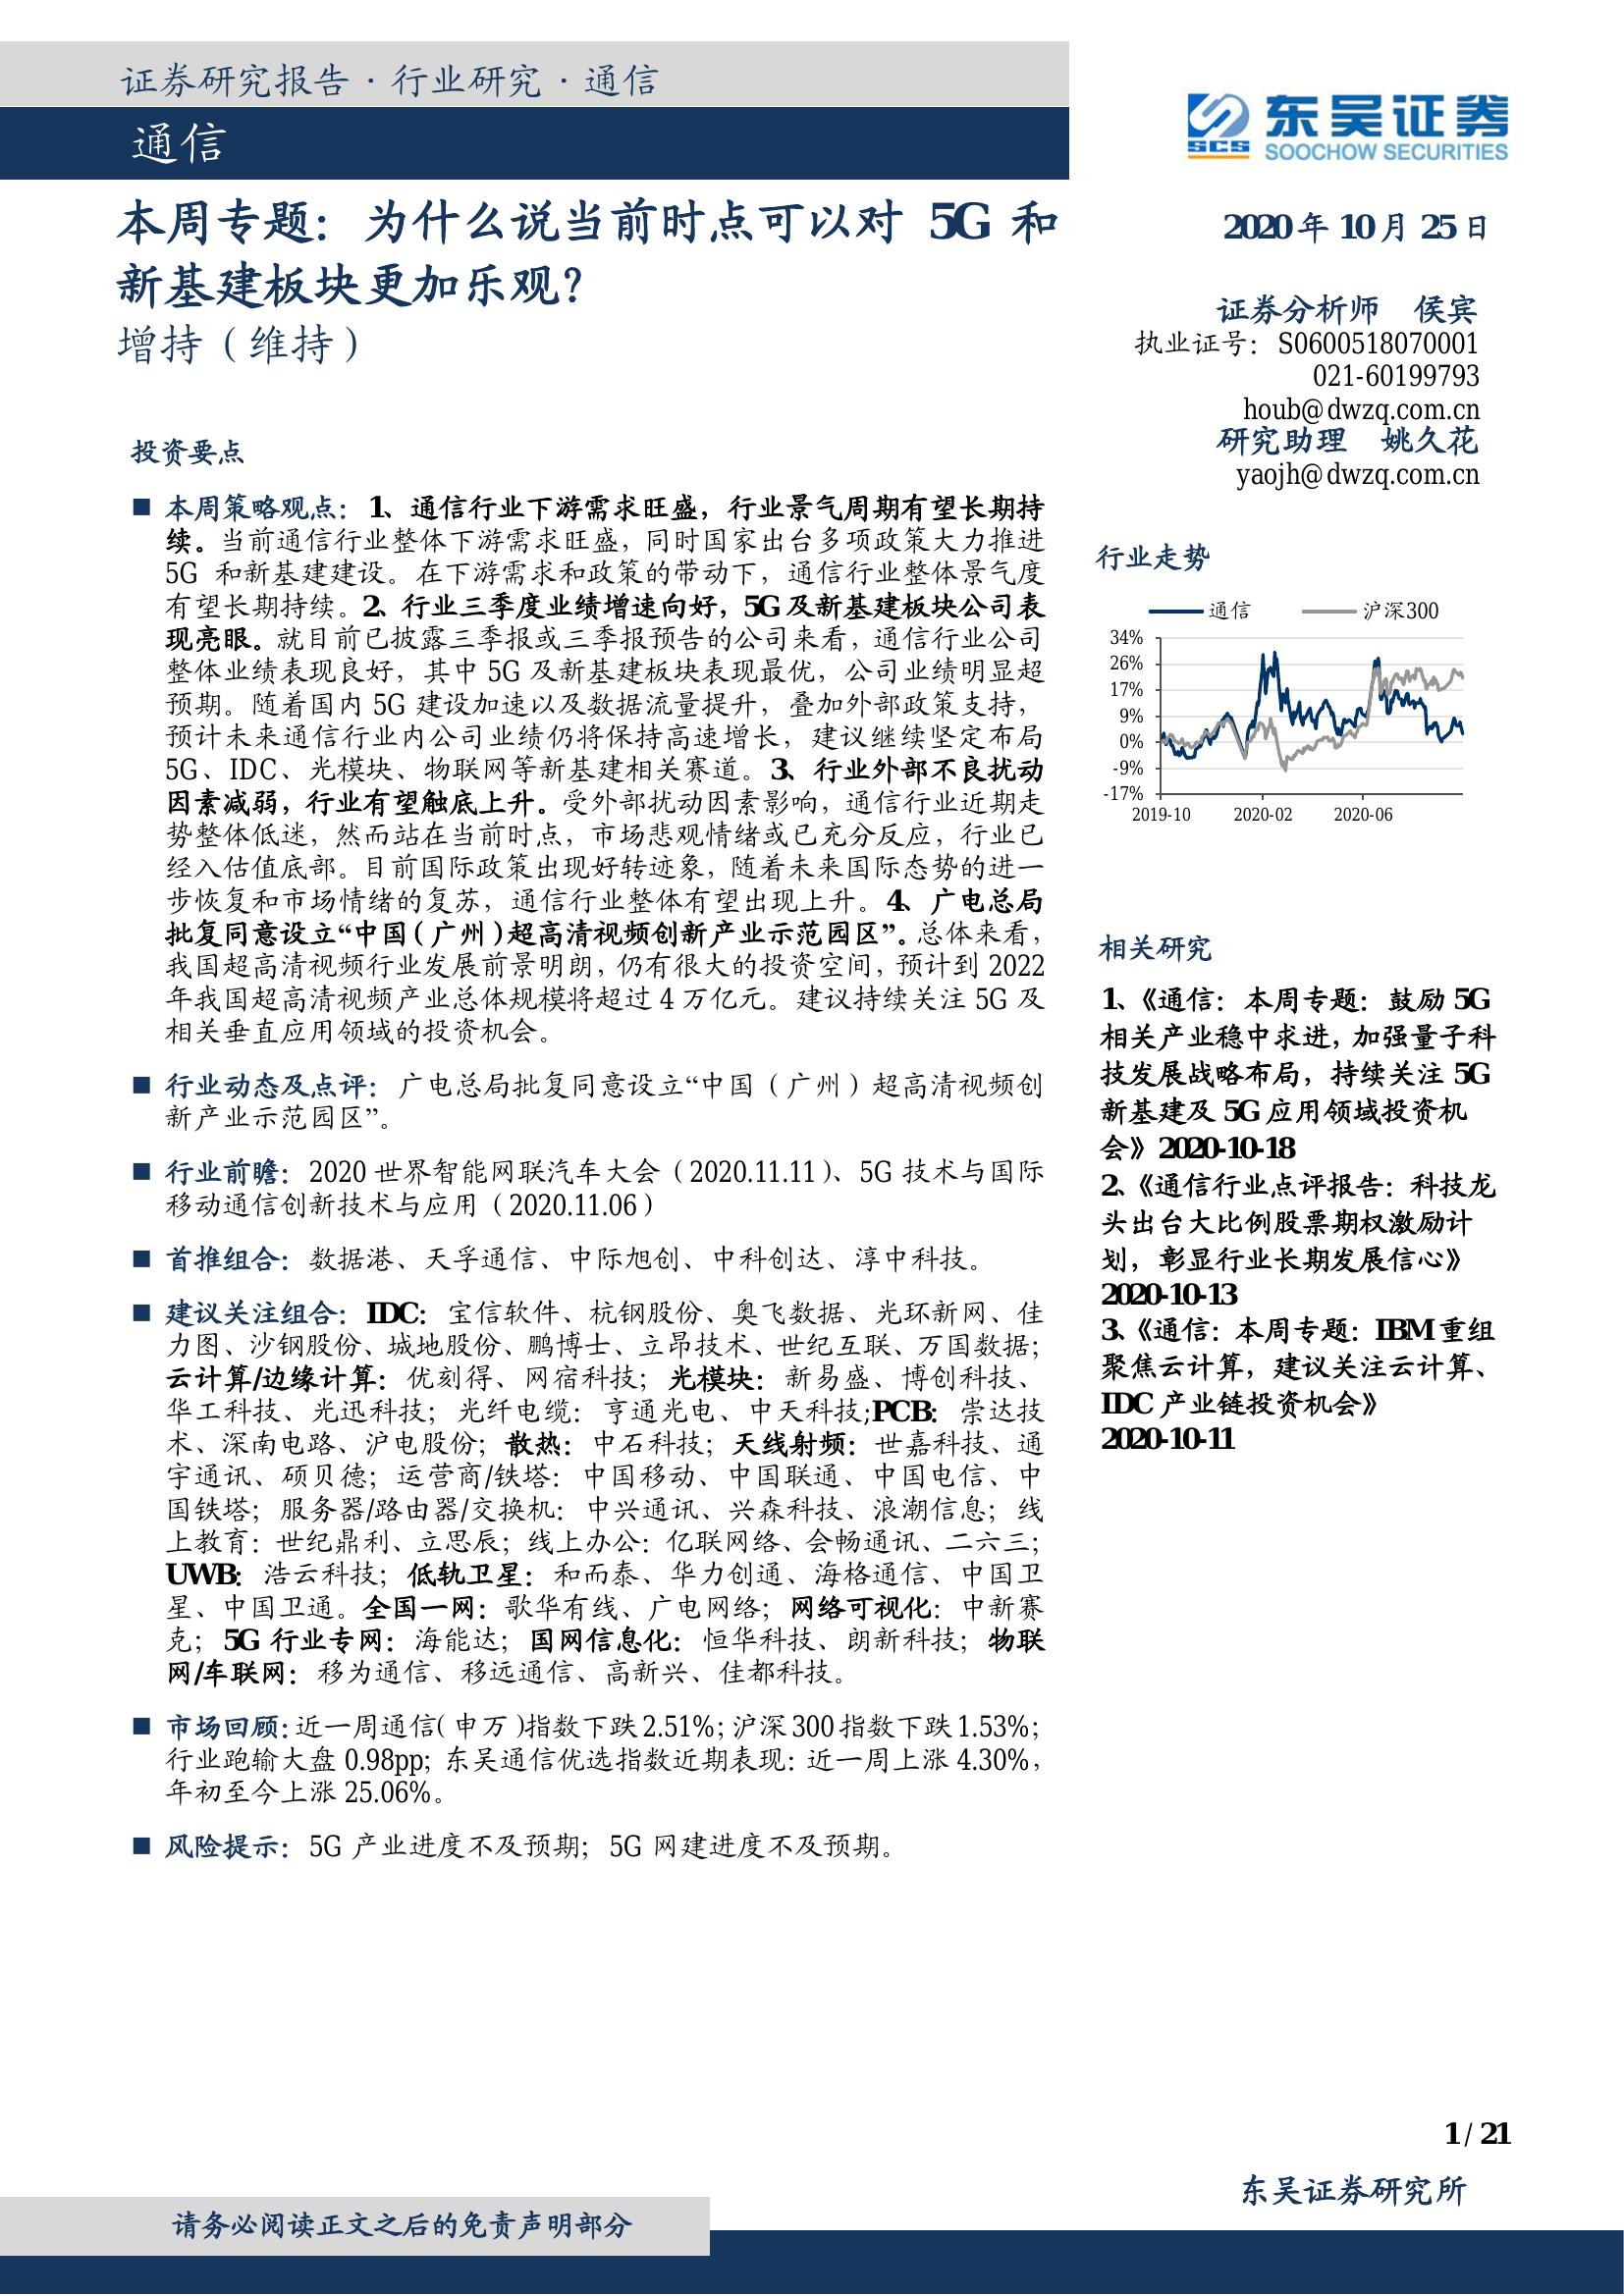 证券研究报告·行业研究·通信
通信
东吴证券
SCS
SOOCHOW SECURITIES
本周专题：为什么说当前时点可以对 5G 和
新基建板块更加乐观？
增持（维持）
2020 年 10 月 25 日
证券分析师 侯宾
执业证号：S0600518070001
021-60199793
houb@dwzq.com.cn
研究助理 姚久花
yaojh@dwzq.com.cn
投资要点
■ 本周策略观点：1、通信行业下游需求旺盛，行业景气周期有望长期持
续。当前通信行业整体下游需求旺盛，同时国家出台多项政策大力推进
5G 和新基建建设。在下游需求和政策的带动下，通信行业整体景气度
有望长期持续。2、行业三季度业绩增速向好，5G 及新基建板块公司表
现亮眼。就目前已披露三季报或三季报预告的公司来看，通信行业公司
整体业绩表现良好，其中 5G 及新基建板块表现最优，公司业绩明显超
预期。随着国内 5G 建设加速以及数据流量提升，叠加外部政策支持，
预计未来通信行业内公司业绩仍将保持高速增长，建议继续坚定布局
5G、IDC、光模块、物联网等新基建相关赛道。3、行业外部不良扰动
因素减弱，行业有望触底上升。受外部扰动因素影响，通信行业近期走
势整体低迷，然而站在当前时点，市场悲观情绪或已充分反应，行业已
经入估值底部。目前国际政策出现好转迹象，随着未来国际态势的进一
步恢复和市场情绪的复苏，通信行业整体有望出现上升。4、广电总局
批复同意设立“中国（广州）超高清视频创新产业示范园区”。总体来看，
我国超高清视频行业发展前景明朗，仍有很大的投资空间，预计到 2022
年我国超高清视频产业总体规模将超过 4 万亿元。建议持续关注 5G 及
相关垂直应用领域的投资机会。
■ 行业动态及点评：广电总局批复同意设立“中国（广州）超高清视频创
新产业示范园区”。
■ 行业前瞻：2020 世界智能网联汽车大会（2020.11.11）、5G 技术与国际
移动通信创新技术与应用（2020.11.06）
■ 首推组合：数据港、天孚通信、中际旭创、中科创达、淳中科技。
■ 建议关注组合：IDC：宝信软件、杭钢股份、奥飞数据、光环新网、佳
力图、沙钢股份、城地股份、鹏博士、立昂技术、世纪互联、万国数据；
云计算/边缘计算：优刻得、网宿科技；光模块：新易盛、博创科技、
华工科技、光迅科技；光纤电缆：亨通光电、中天科技;PCB：崇达技
术、深南电路、沪电股份；散热：中石科技；天线射频：世嘉科技、通
宇通讯、硕贝德；运营商/铁塔：中国移动、中国联通、中国电信、中
国铁塔；服务器/路由器/交换机：中兴通讯、兴森科技、浪潮信息；线
上教育：世纪鼎利、立思辰；线上办公：亿联网络、会畅通讯、二六三；
UWB：浩云科技；低轨卫星：和而泰、华力创通、海格通信、中国卫
星、中国卫通。全国一网：歌华有线、广电网络；网络可视化：中新赛
克；5G 行业专网：海能达；国网信息化：恒华科技、朗新科技；物联
网/车联网：移为通信、移远通信、高新兴、佳都科技。
■ 市场回顾：近一周通信(申万)指数下跌 2.51%；沪深 300 指数下跌 1.53%；
行业跑输大盘 0.98pp；东吴通信优选指数近期表现：近一周上涨 4.30%，
年初至今上涨 25.06%。
■ 风险提示：5G 产业进度不及预期；5G 网建进度不及预期。
行业走势
通信 沪深300
34%
26%
17%
9%
0%
-9%
-17%
2019-10 2020-02 2020-06
相关研究
1、《通信：本周专题：鼓励 5G
相关产业稳中求进，加强量子科
技发展战略布局，持续关注 5G
新基建及 5G 应用领域投资机
会》2020-10-18
2、《通信行业点评报告：科技龙
头出台大比例股票期权激励计
划，彰显行业长期发展信心》
2020-10-13
3、《通信：本周专题：IBM 重组
聚焦云计算，建议关注云计算、
IDC 产业链投资机会》
2020-10-11
1 / 21
东吴证券研究所
请务必阅读正文之后的免责声明部分